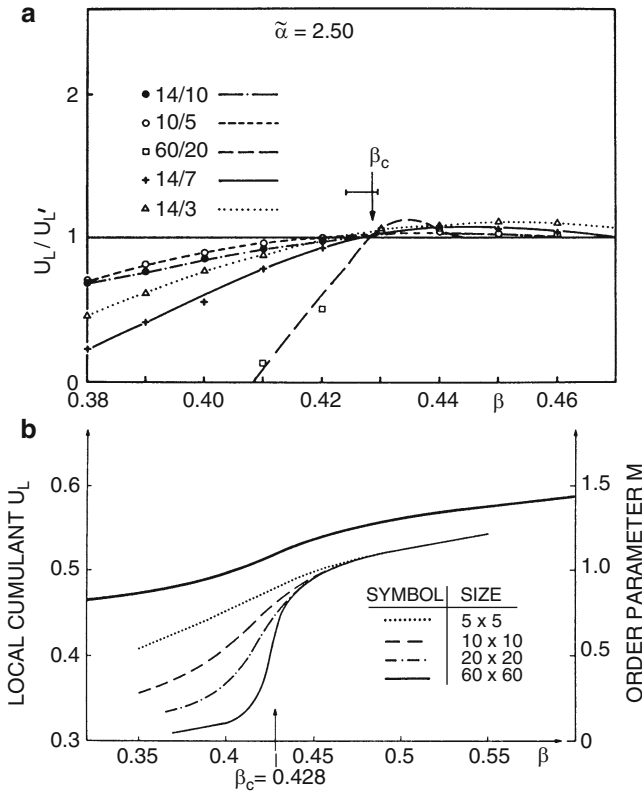 a
α̃ = 2.50
2
14/10
10/5
60/20
14/7
14/3
βc
U_L / U_L'
1
0
0.38
0.40
0.42
0.44
β
0.46
b
LOCAL CUMULANT U_L
0.6
0.5
0.4
0.3
1.5
1.0
0.5
0
ORDER PARAMETER M
SYMBOL SIZE
5 x 5
10 x 10
20 x 20
60 x 60
0.35
0.4
0.45
0.5
0.55
β
βc = 0.428